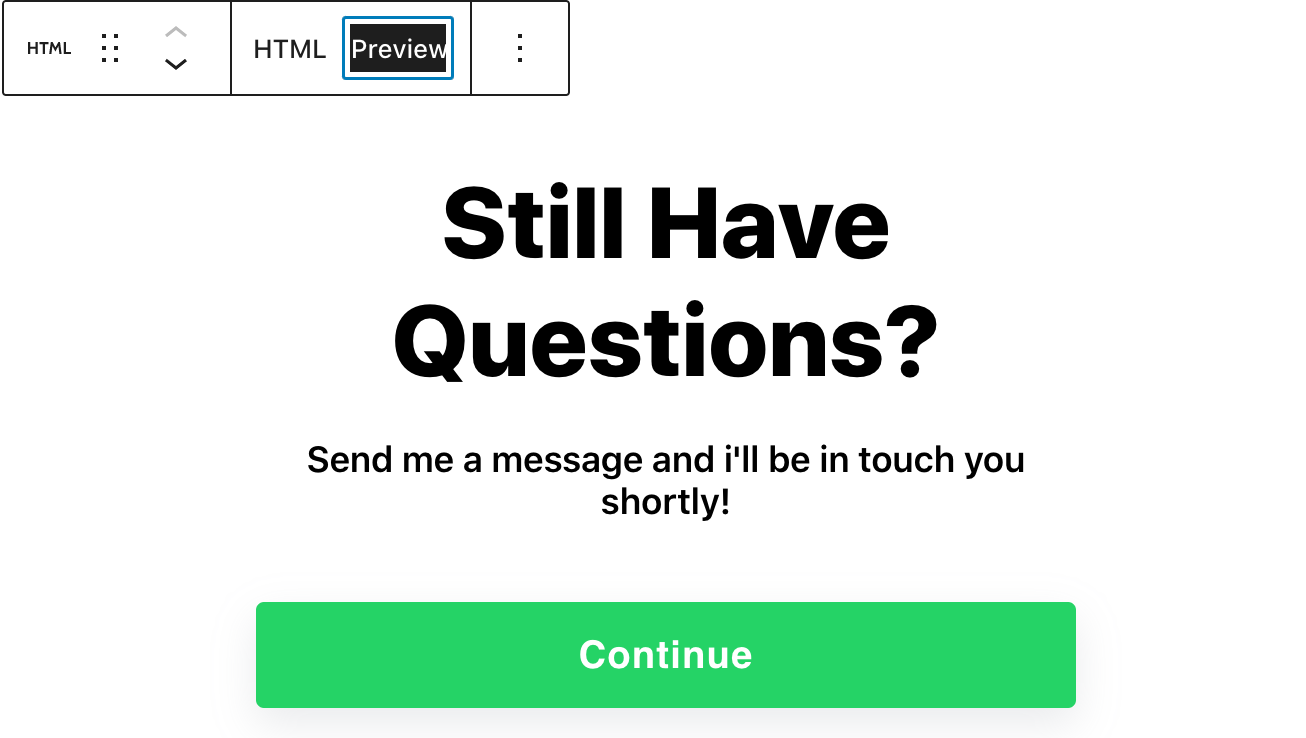 HTML HTML Preview
Still Have
Questions?
Send me a message and i'll be in touch you
shortly!
Continue